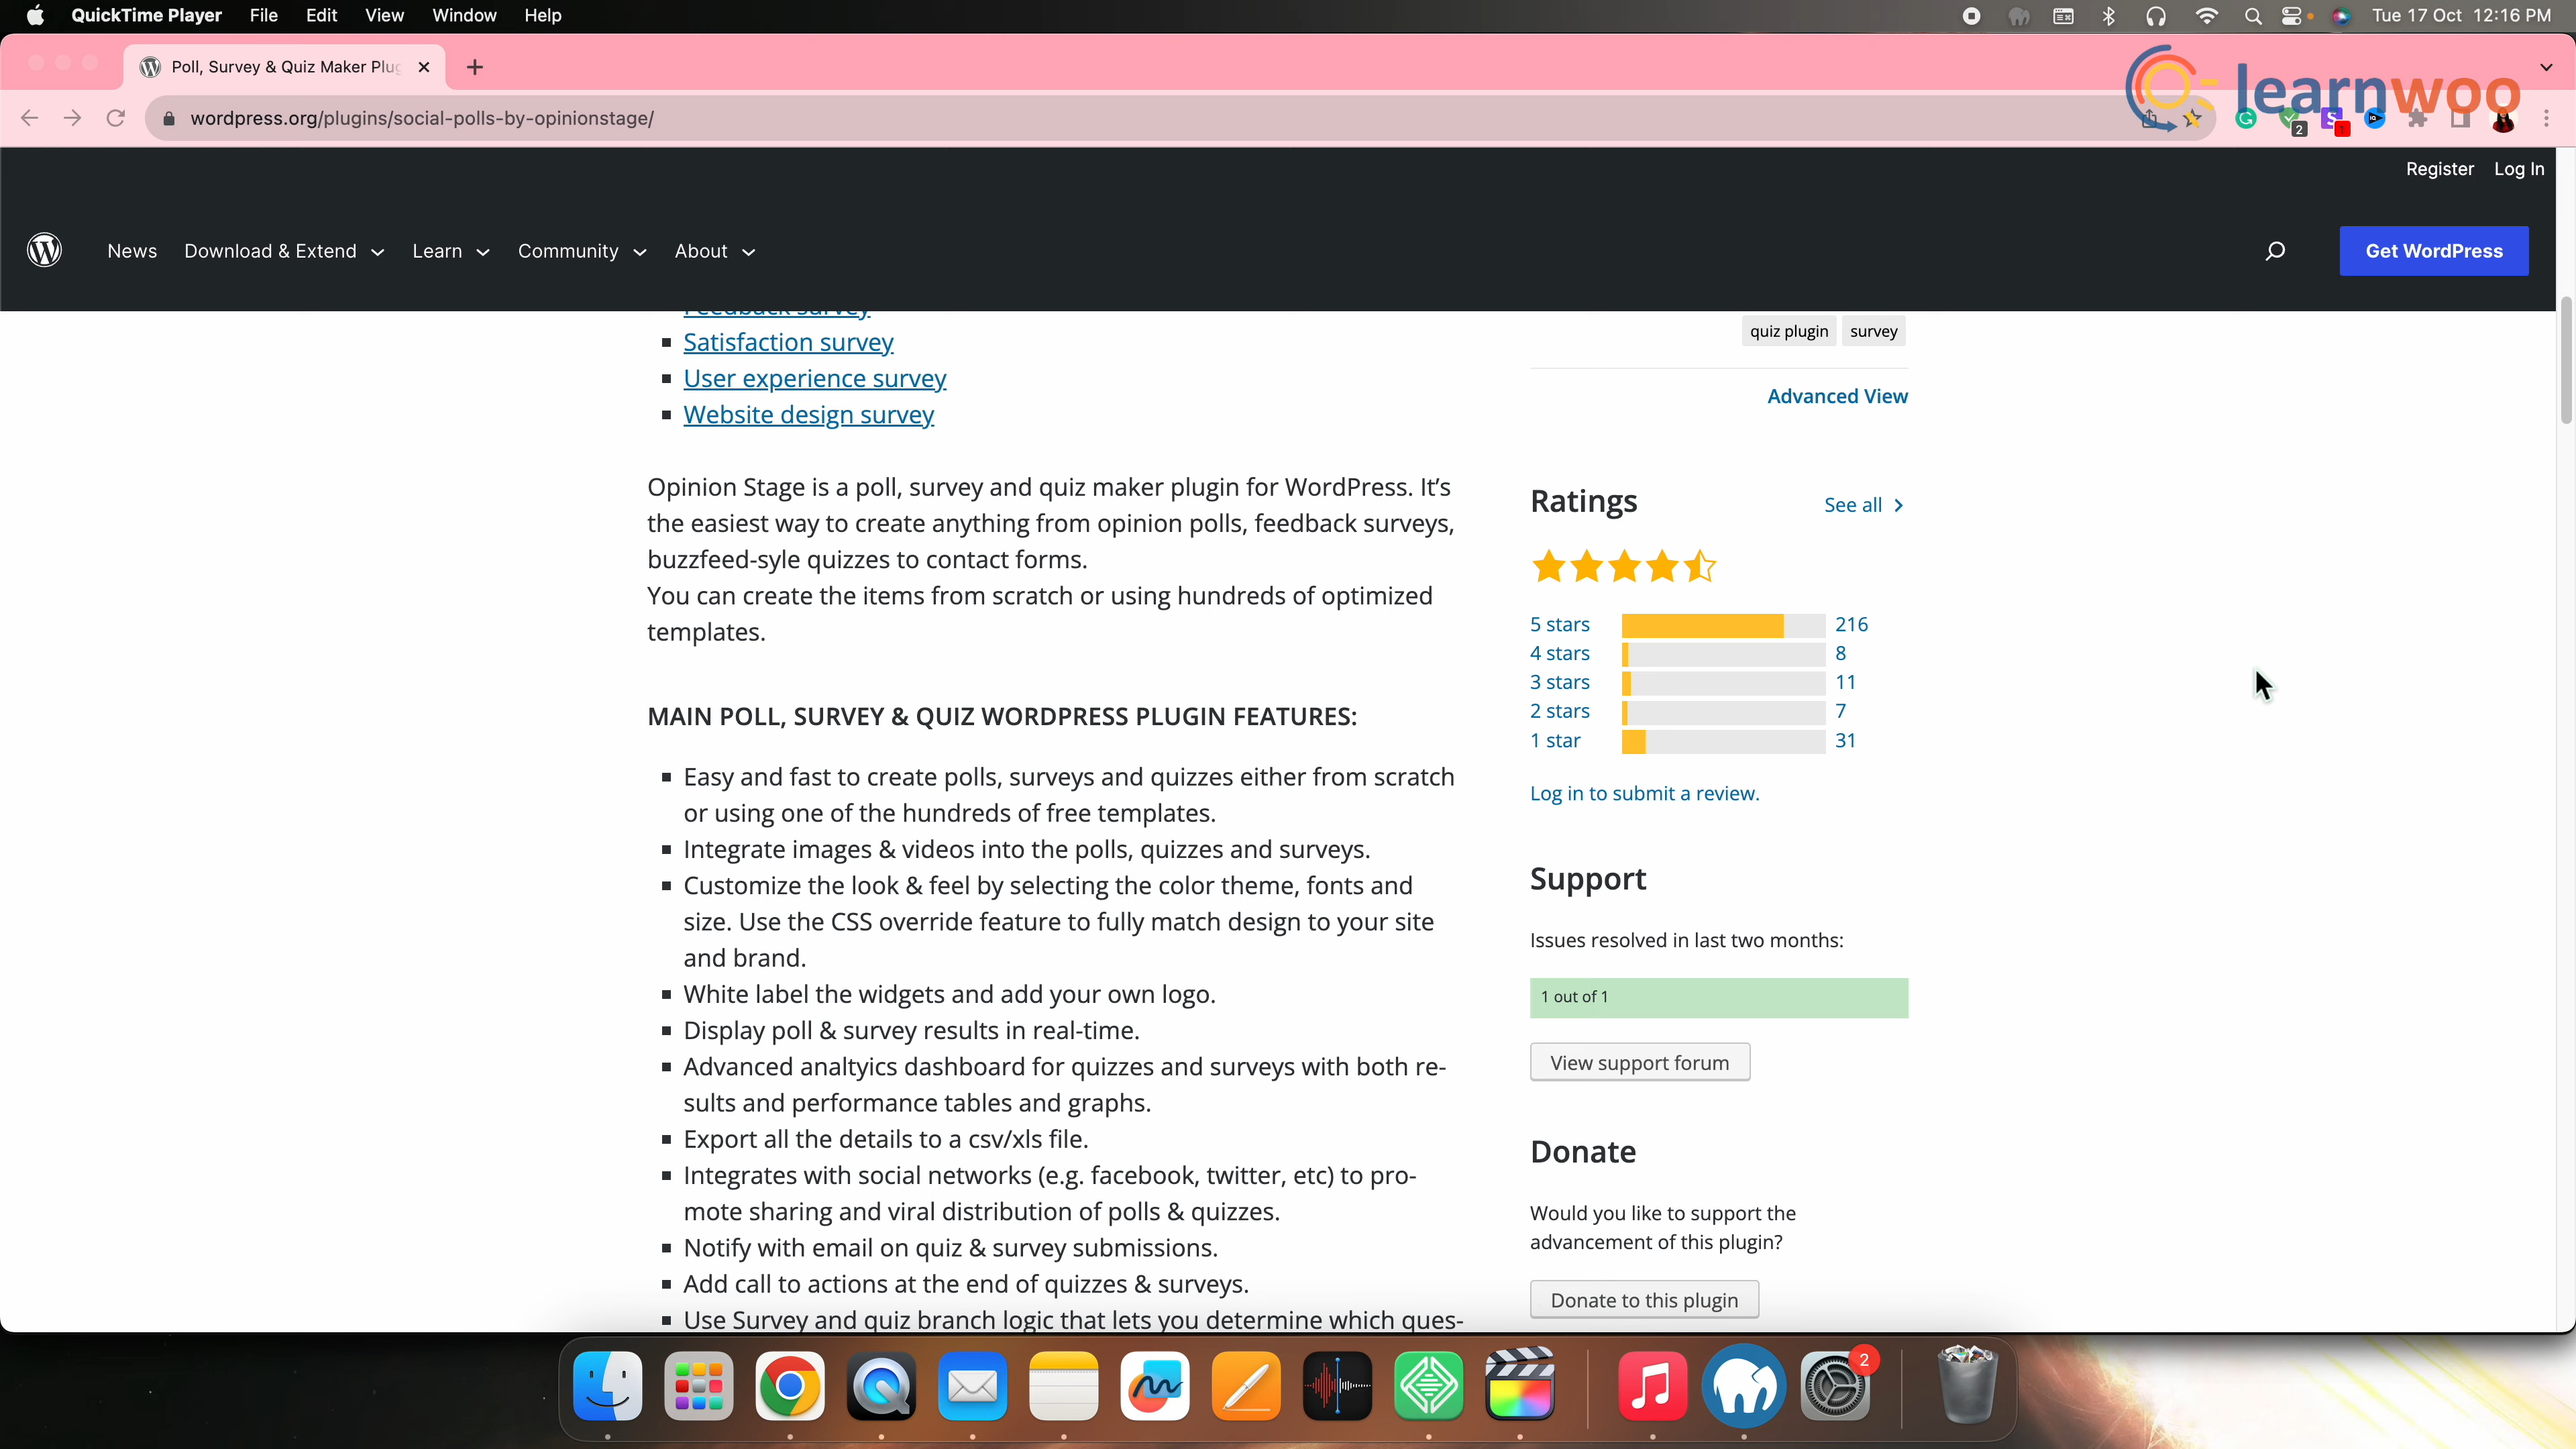 QuickTime Player File Edit View Window Help
Tue 17 Oct 12:16 PM
Poll, Survey & Quiz Maker Plug
learnwoo
wordpress.org/plugins/social-polls-by-opinionstage/
2
Register Log In
News Download & Extend Learn Community About
Get WordPress
Feedback survey
Satisfaction survey
User experience survey
Website design survey
Opinion Stage is a poll, survey and quiz maker plugin for WordPress. It's
the easiest way to create anything from opinion polls, feedback surveys,
buzzfeed-syle quizzes to contact forms.
You can create the items from scratch or using hundreds of optimized
templates.
MAIN POLL, SURVEY & QUIZ WORDPRESS PLUGIN FEATURES:
Easy and fast to create polls, surveys and quizzes either from scratch
or using one of the hundreds of free templates.
Integrate images & videos into the polls, quizzes and surveys.
Customize the look & feel by selecting the color theme, fonts and
size. Use the CSS override feature to fully match design to your site
and brand.
White label the widgets and add your own logo.
Display poll & survey results in real-time.
Advanced analtyics dashboard for quizzes and surveys with both re-
sults and performance tables and graphs.
Export all the details to a csv/xls file.
Integrates with social networks (e.g. facebook, twitter, etc) to pro-
mote sharing and viral distribution of polls & quizzes.
Notify with email on quiz & survey submissions.
Add call to actions at the end of quizzes & surveys.
Use Survey and quiz branch logic that lets you determine which ques-
quiz plugin survey
Advanced View
Ratings See all
5 stars 216
4 stars 8
3 stars 11
2 stars 7
1 star 31
Log in to submit a review.
Support
Issues resolved in last two months:
1 out of 1
View support forum
Donate
Would you like to support the
advancement of this plugin?
Donate to this plugin
2